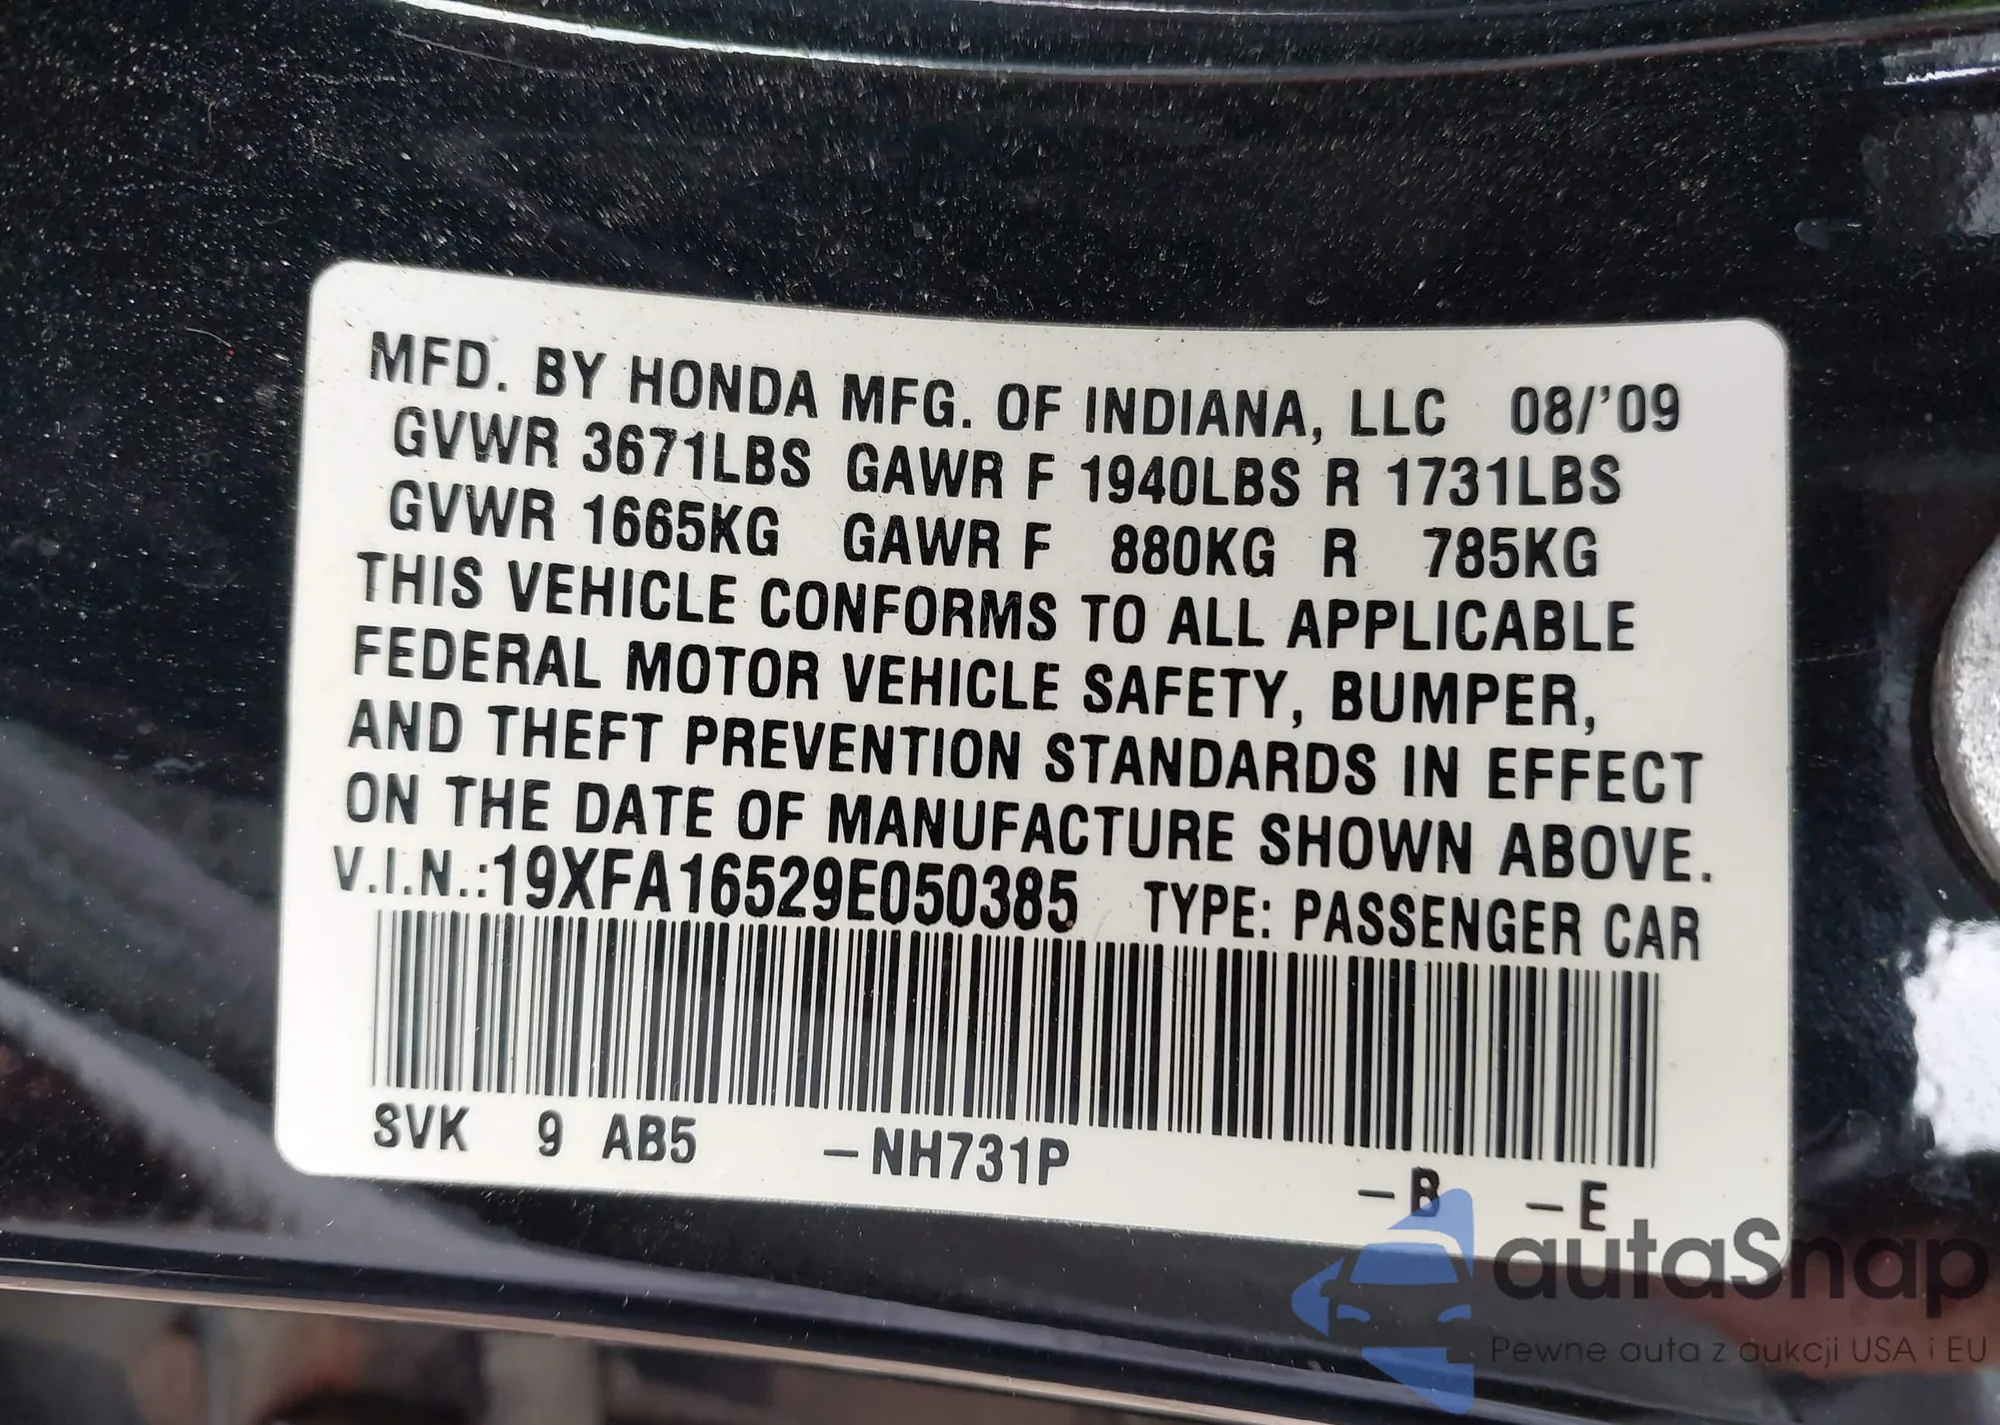 MFD. BY HONDA MFG. OF INDIANA, LLC 08/'09
GVWR 3671LBS GAWR F 1940LBS R 1731LBS
GVWR 1665KG GAWR F 880KG R 785KG
THIS VEHICLE CONFORMS TO ALL APPLICABLE
FEDERAL MOTOR VEHICLE SAFETY, BUMPER,
AND THEFT PREVENTION STANDARDS IN EFFECT
ON THE DATE OF MANUFACTURE SHOWN ABOVE.
V.I.N.:19XFA16529E050385 TYPE: PASSENGER CAR
SVK 9 AB5 –NH731P –B –E
autaSnap
Pewne auta z aukcji USA i EU